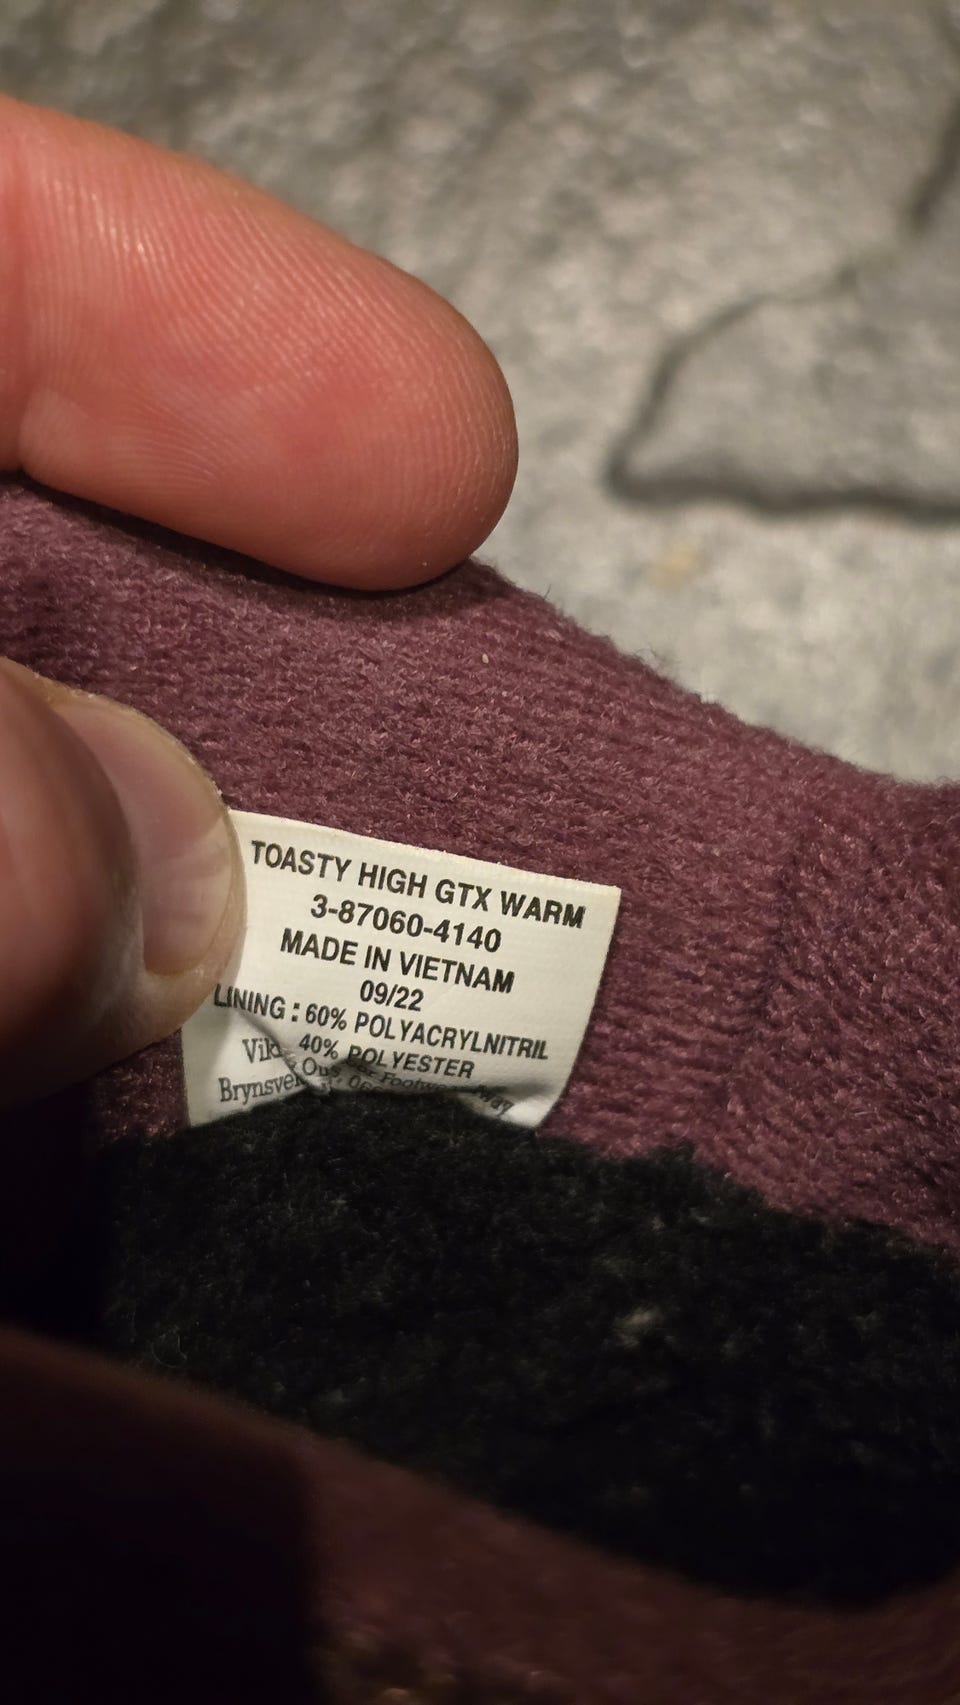 TOASTY HIGH GTX WARM
3-87060-4140
MADE IN VIETNAM
09/22
LINING : 60% POLYACRYLNITRIL
40% POLYESTER